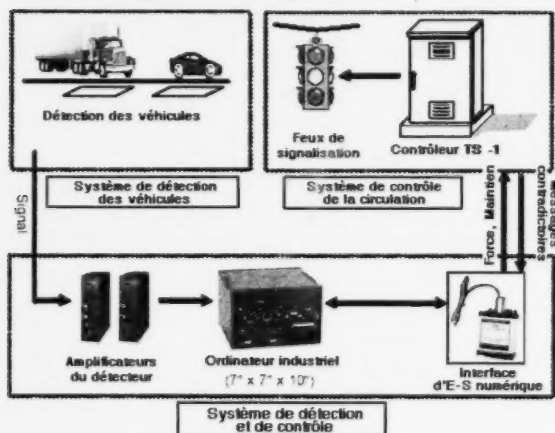 Détection des véhicules
Feux de
signalisation
Contrôleur TS -1
Système de détection
des véhicules
Système de contrôle
de la circulation
Signal
Force, Maintien
contradictoires
Amplificateurs
du détecteur
Ordinateur industriel
(7" x 7" x 10")
Interface
d'E-S numérique
Système de détection
et de contrôle